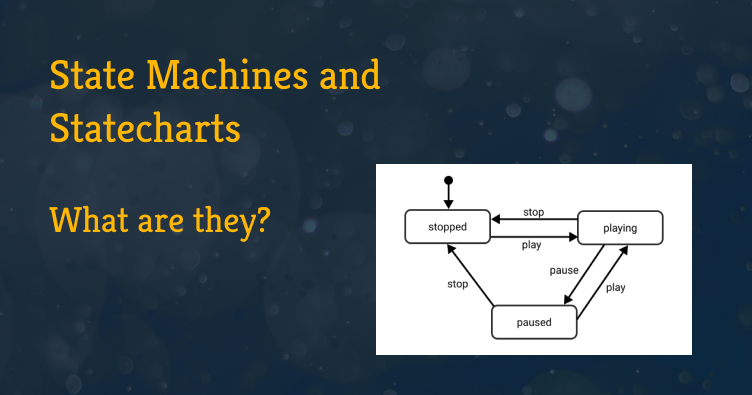 State Machines and
Statecharts
What are they?
stop
stopped
playing
play
pause
stop
play
paused